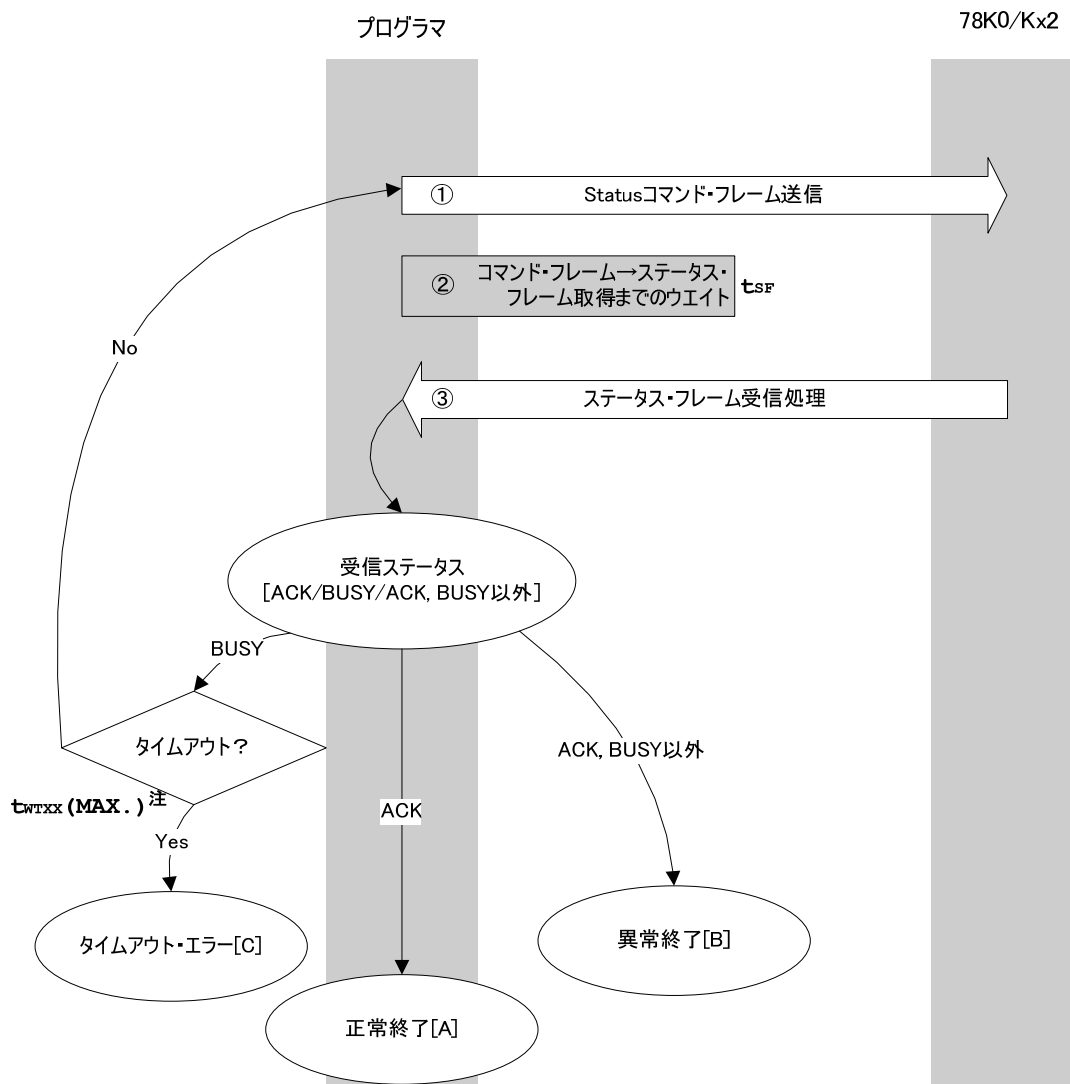 プログラマ
78K0/Kx2
① Statusコマンド・フレーム送信
② コマンド・フレーム→ステータス・
フレーム取得までのウエイト
tSF
③ ステータス・フレーム受信処理
No
受信ステータス
[ACK/BUSY/ACK, BUSY以外]
BUSY
タイムアウト？
ACK, BUSY以外
tWTXX(MAX.)注
ACK
Yes
タイムアウト・エラー[C]
異常終了[B]
正常終了[A]